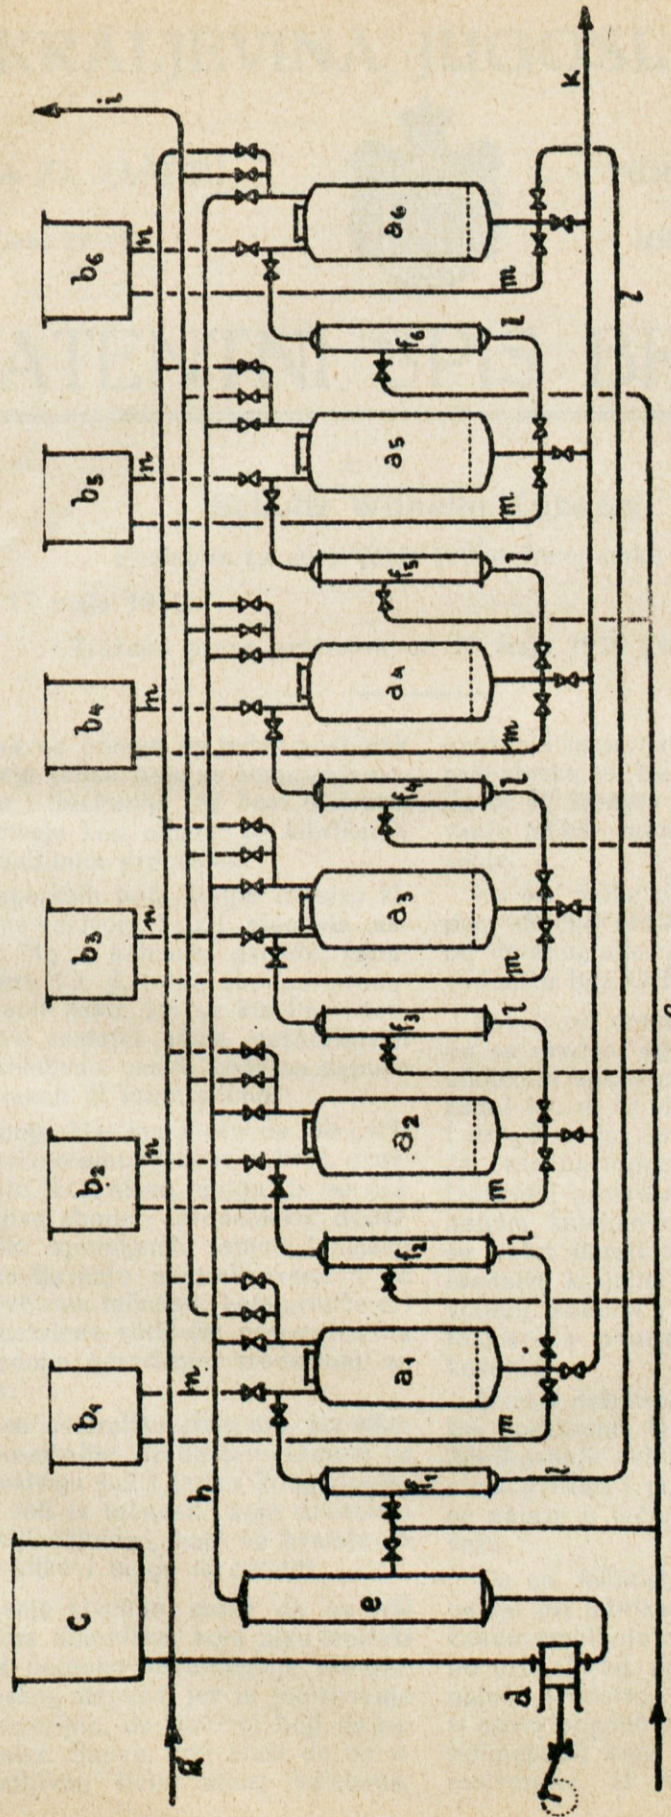 i
k
b₆
n
a₆
m
f₆
l
l
b₅
n
a₅
m
f₅
l
b₄
n
a₄
m
f₄
l
b₃
n
a₃
m
f₃
l
b₂
n
a₂
m
f₂
l
b₁
n
a₁
m
f₁
l
h
c
e
d